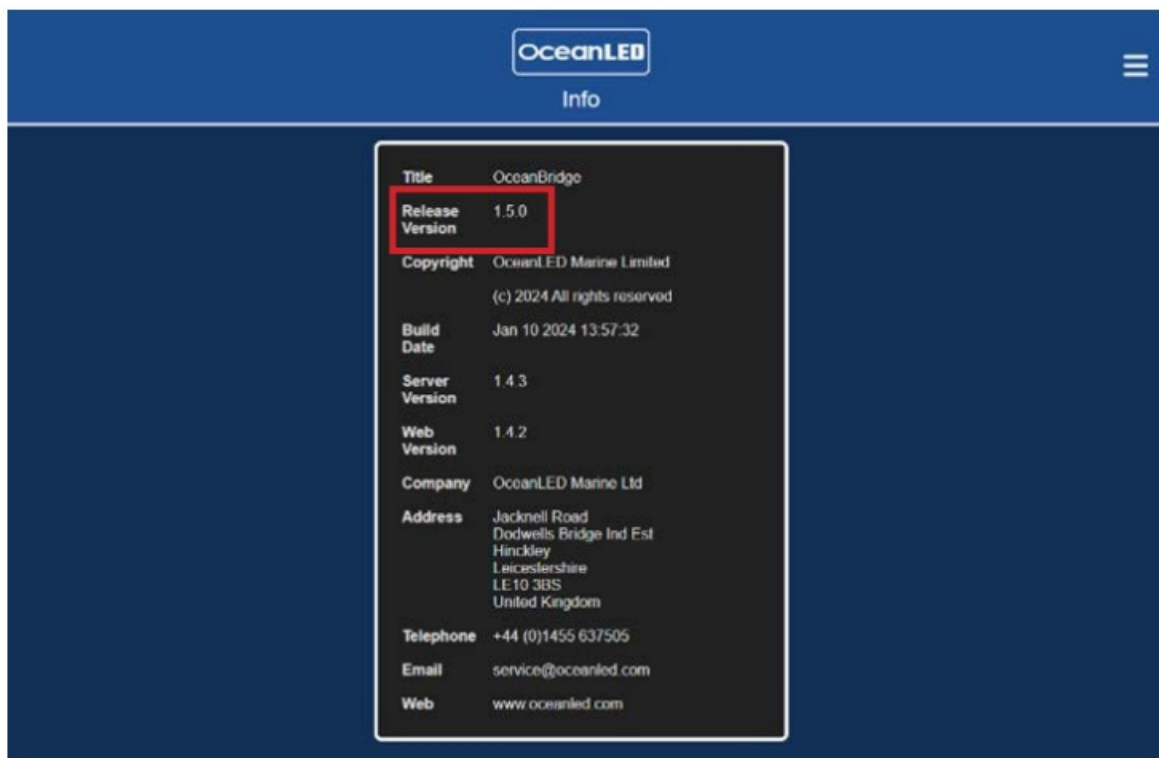 OceanLED
Info
Title OceanBridge
Release 1.5.0
Version
Copyright OceanLED Marine Limited
(c) 2024 All rights reserved
Build Jan 10 2024 13:57:32
Date
Server 1.4.3
Version
Web 1.4.2
Version
Company OceanLED Marine Ltd
Address Jacknell Road
Dodwells Bridge Ind Est
Hinckley
Leicestershire
LE10 3BS
United Kingdom
Telephone +44 (0)1455 637505
Email service@oceanled.com
Web www.oceanled.com